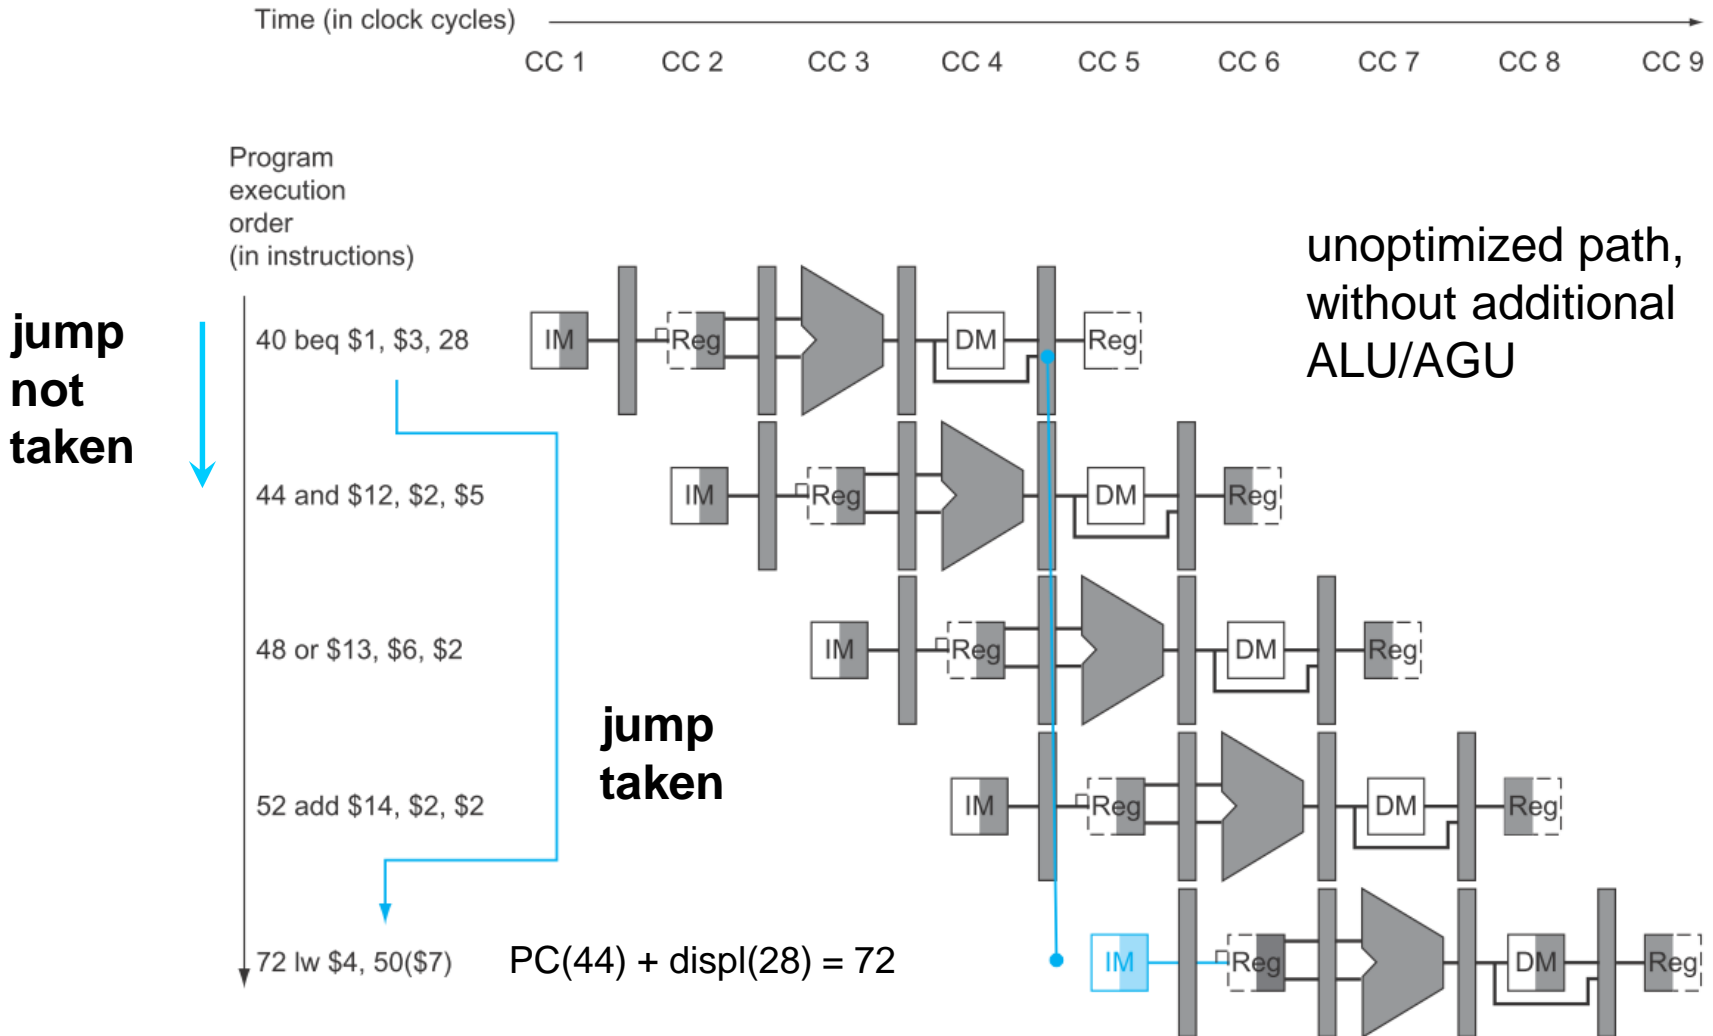 Time (in clock cycles)
CC 1 CC 2 CC 3 CC 4 CC 5 CC 6 CC 7 CC 8 CC 9
Program
execution
order
(in instructions)
unoptimized path,
without additional
ALU/AGU
jump
not
taken
40 beq $1, $3, 28
IM Reg DM Reg
44 and $12, $2, $5
IM Reg DM Reg
48 or $13, $6, $2
IM Reg DM Reg
jump
taken
52 add $14, $2, $2
IM Reg DM Reg
72 lw $4, 50($7)
PC(44) + displ(28) = 72
IM Reg DM Reg